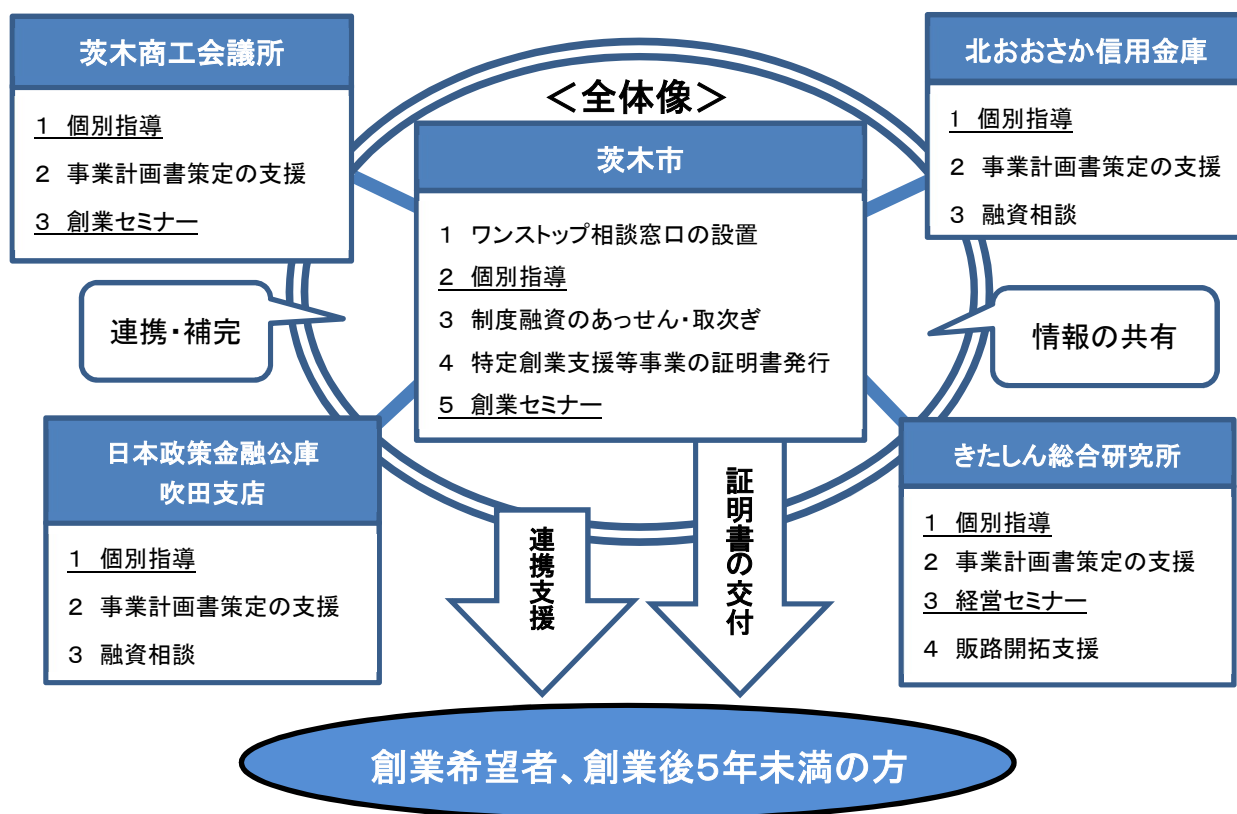 茨木商工会議所
1 個別指導
2 事業計画書策定の支援
3 創業セミナー
北おおさか信用金庫
1 個別指導
2 事業計画書策定の支援
3 融資相談
＜全体像＞
茨木市
1 ワンストップ相談窓口の設置
2 個別指導
3 制度融資のあっせん・取次ぎ
4 特定創業支援等事業の証明書発行
5 創業セミナー
連携・補完
情報の共有
日本政策金融公庫
吹田支店
1 個別指導
2 事業計画書策定の支援
3 融資相談
きたしん総合研究所
1 個別指導
2 事業計画書策定の支援
3 経営セミナー
4 販路開拓支援
連携支援
証明書の交付
創業希望者、創業後5年未満の方